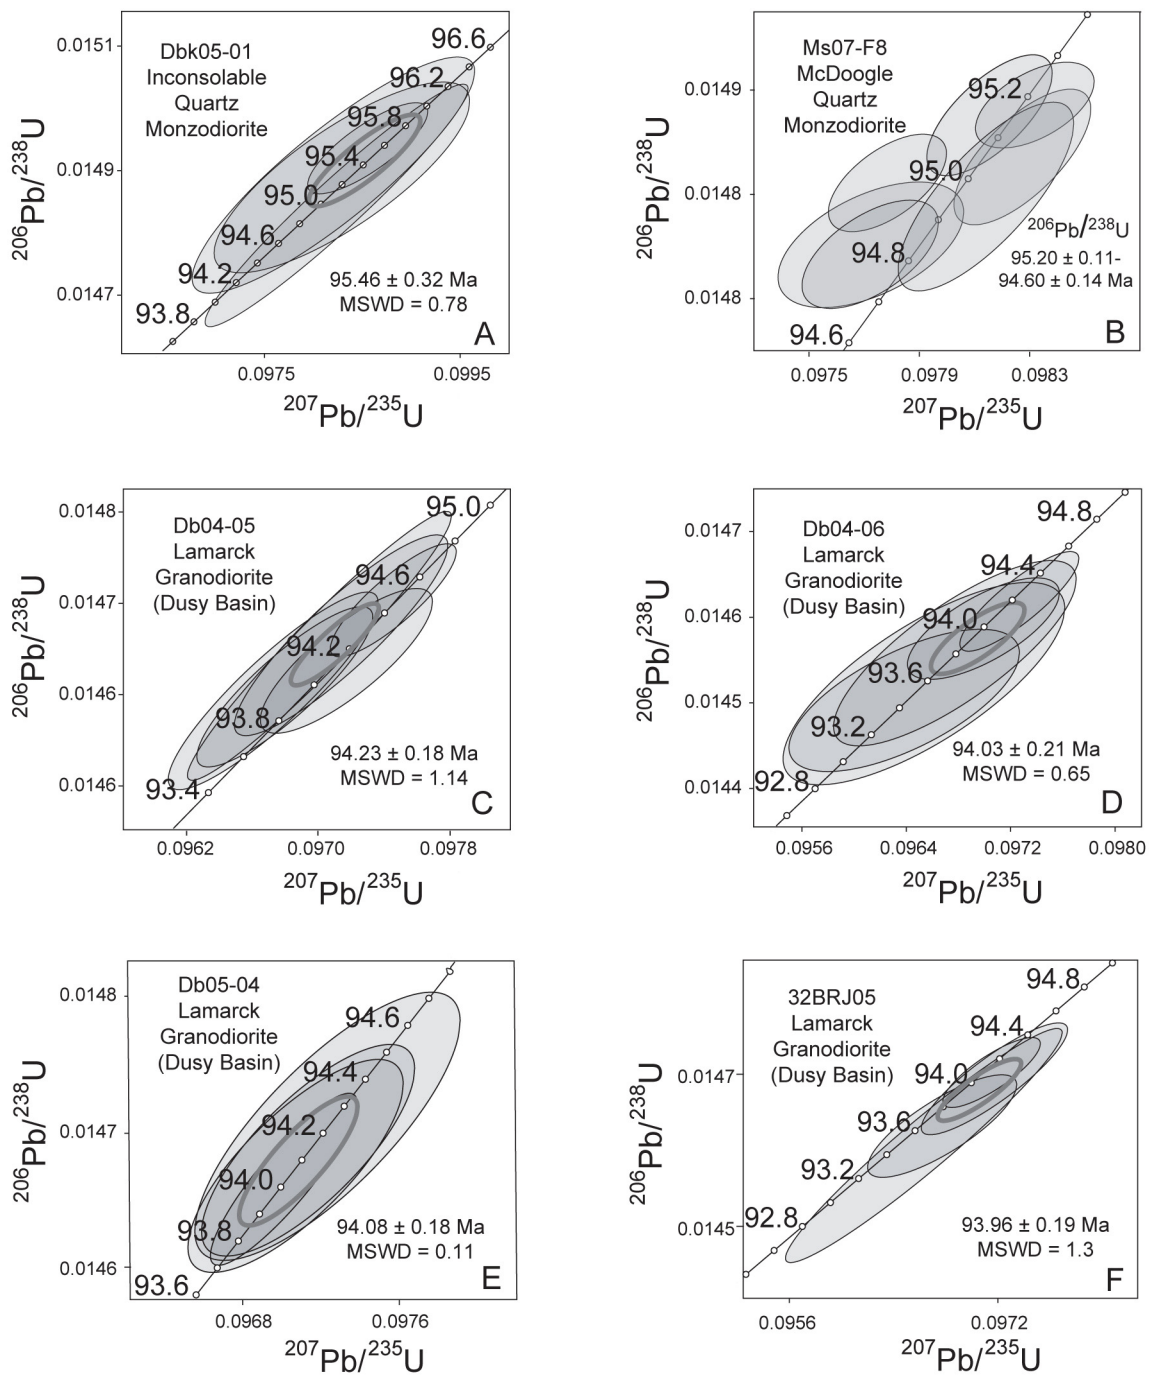 Dbk05-01
Inconsolable
Quartz
Monzodiorite
96.6
96.2
95.8
95.4
95.0
94.6
94.2
93.8
95.46 ± 0.32 Ma
MSWD = 0.78
A
0.0151
0.0149
0.0147
0.0975
0.0995
206Pb/238U
207Pb/235U
Ms07-F8
McDoogle
Quartz
Monzodiorite
95.2
95.0
94.8
94.6
206Pb/238U
95.20 ± 0.11-
94.60 ± 0.14 Ma
B
0.0149
0.0148
0.0148
0.0975
0.0979
0.0983
206Pb/238U
207Pb/235U
Db04-05
Lamarck
Granodiorite
(Dusy Basin)
95.0
94.6
94.2
93.8
93.4
94.23 ± 0.18 Ma
MSWD = 1.14
C
0.0148
0.0147
0.0146
0.0146
0.0962
0.0970
0.0978
206Pb/238U
207Pb/235U
Db04-06
Lamarck
Granodiorite
(Dusy Basin)
94.8
94.4
94.0
93.6
93.2
92.8
94.03 ± 0.21 Ma
MSWD = 0.65
D
0.0147
0.0146
0.0145
0.0144
0.0956
0.0964
0.0972
0.0980
206Pb/238U
207Pb/235U
Db05-04
Lamarck
Granodiorite
(Dusy Basin)
94.6
94.4
94.2
94.0
93.8
93.6
94.08 ± 0.18 Ma
MSWD = 0.11
E
0.0148
0.0147
0.0146
0.0968
0.0976
206Pb/238U
207Pb/235U
32BRJ05
Lamarck
Granodiorite
(Dusy Basin)
94.8
94.4
94.0
93.6
93.2
92.8
93.96 ± 0.19 Ma
MSWD = 1.3
F
0.0147
0.0145
0.0956
0.0972
206Pb/238U
207Pb/235U